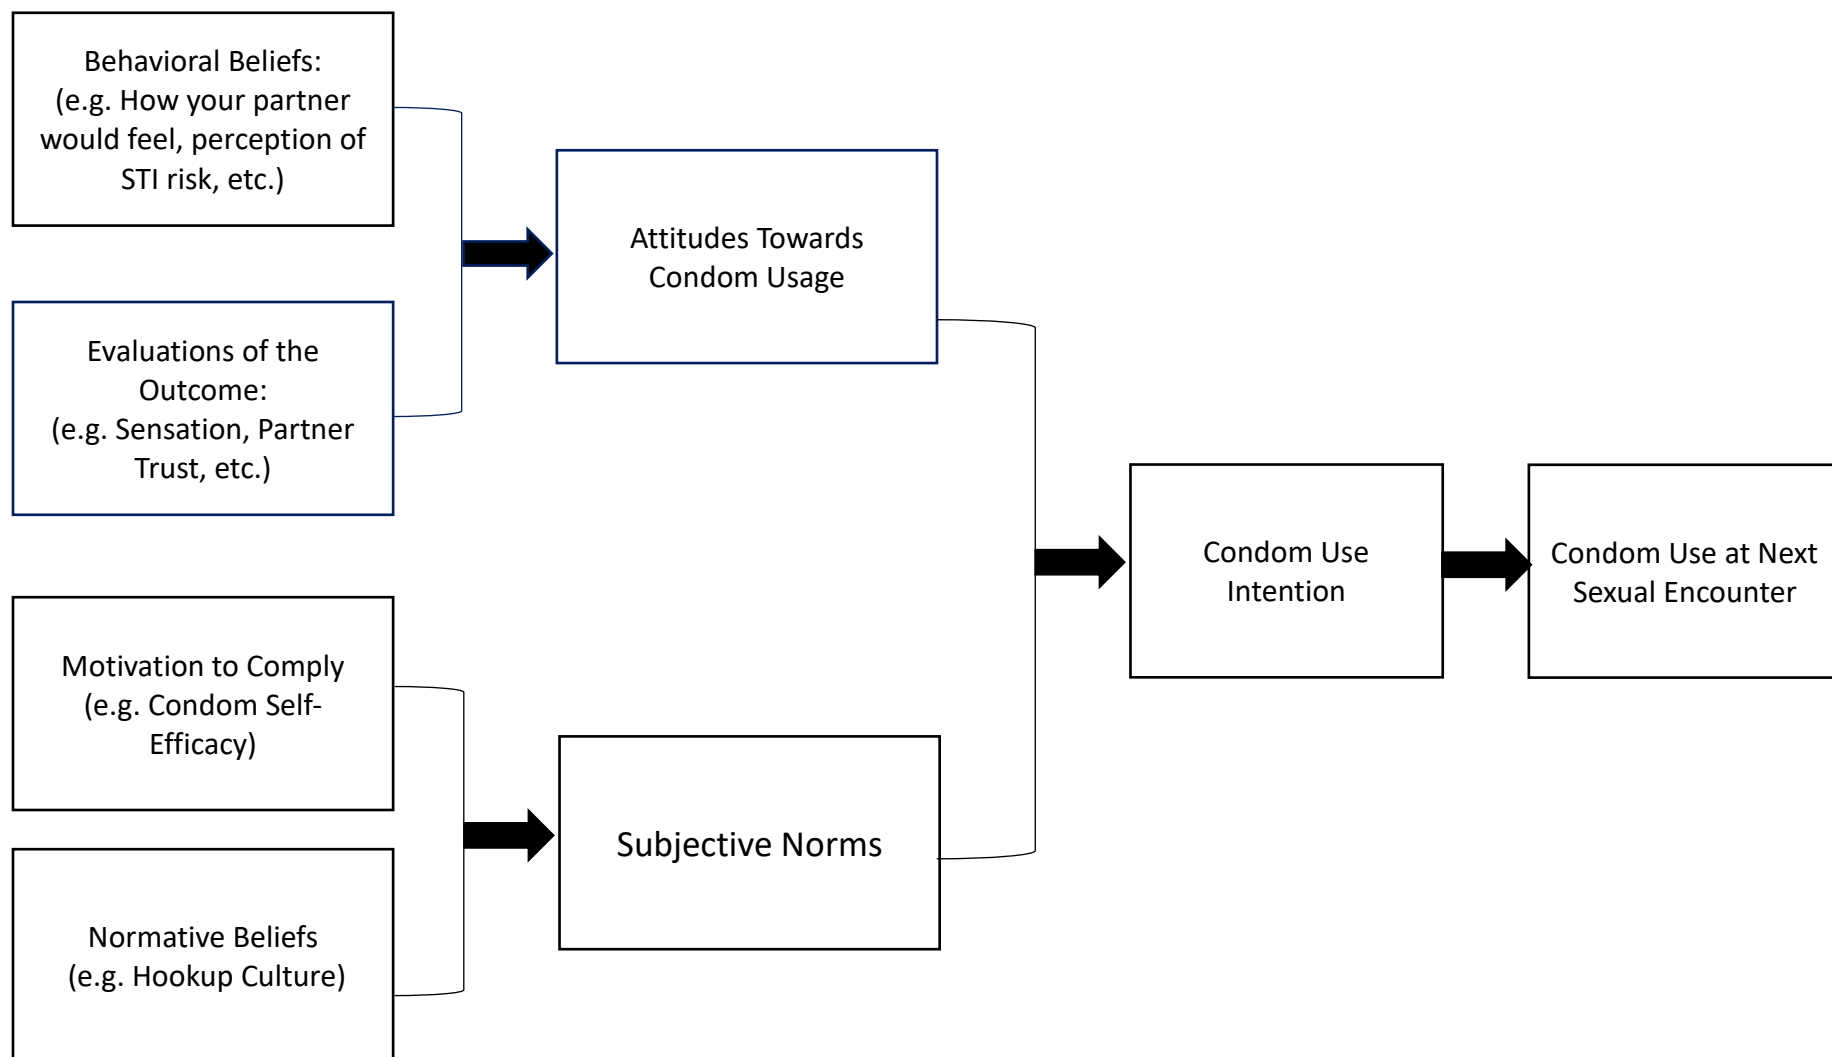 Behavioral Beliefs:
(e.g. How your partner
would feel, perception of
STI risk, etc.)
Evaluations of the
Outcome:
(e.g. Sensation, Partner
Trust, etc.)
Attitudes Towards
Condom Usage
Motivation to Comply
(e.g. Condom Self-
Efficacy)
Normative Beliefs
(e.g. Hookup Culture)
Subjective Norms
Condom Use
Intention
Condom Use at Next
Sexual Encounter